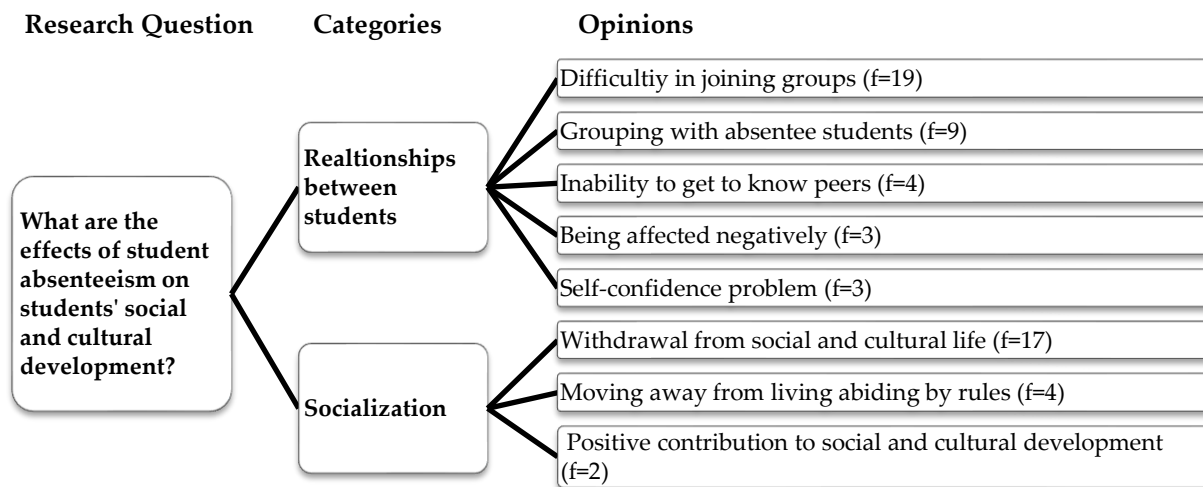 Research Question
Categories
Opinions
What are the
effects of student
absenteeism on
students' social
and cultural
development?
Realtionships
between
students
Difficultiy in joining groups (f=19)
Grouping with absentee students (f=9)
Inability to get to know peers (f=4)
Being affected negatively (f=3)
Self-confidence problem (f=3)
Socialization
Withdrawal from social and cultural life (f=17)
Moving away from living abiding by rules (f=4)
Positive contribution to social and cultural development
(f=2)